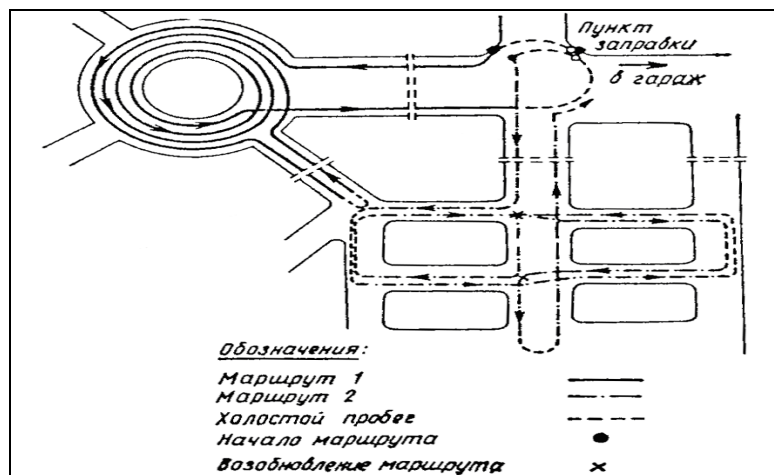 Пункт
заправки
в гараж
Обозначения:
Маршрут 1
Маршрут 2
Холостой пробег
Начало маршрута
Возобновление маршрута